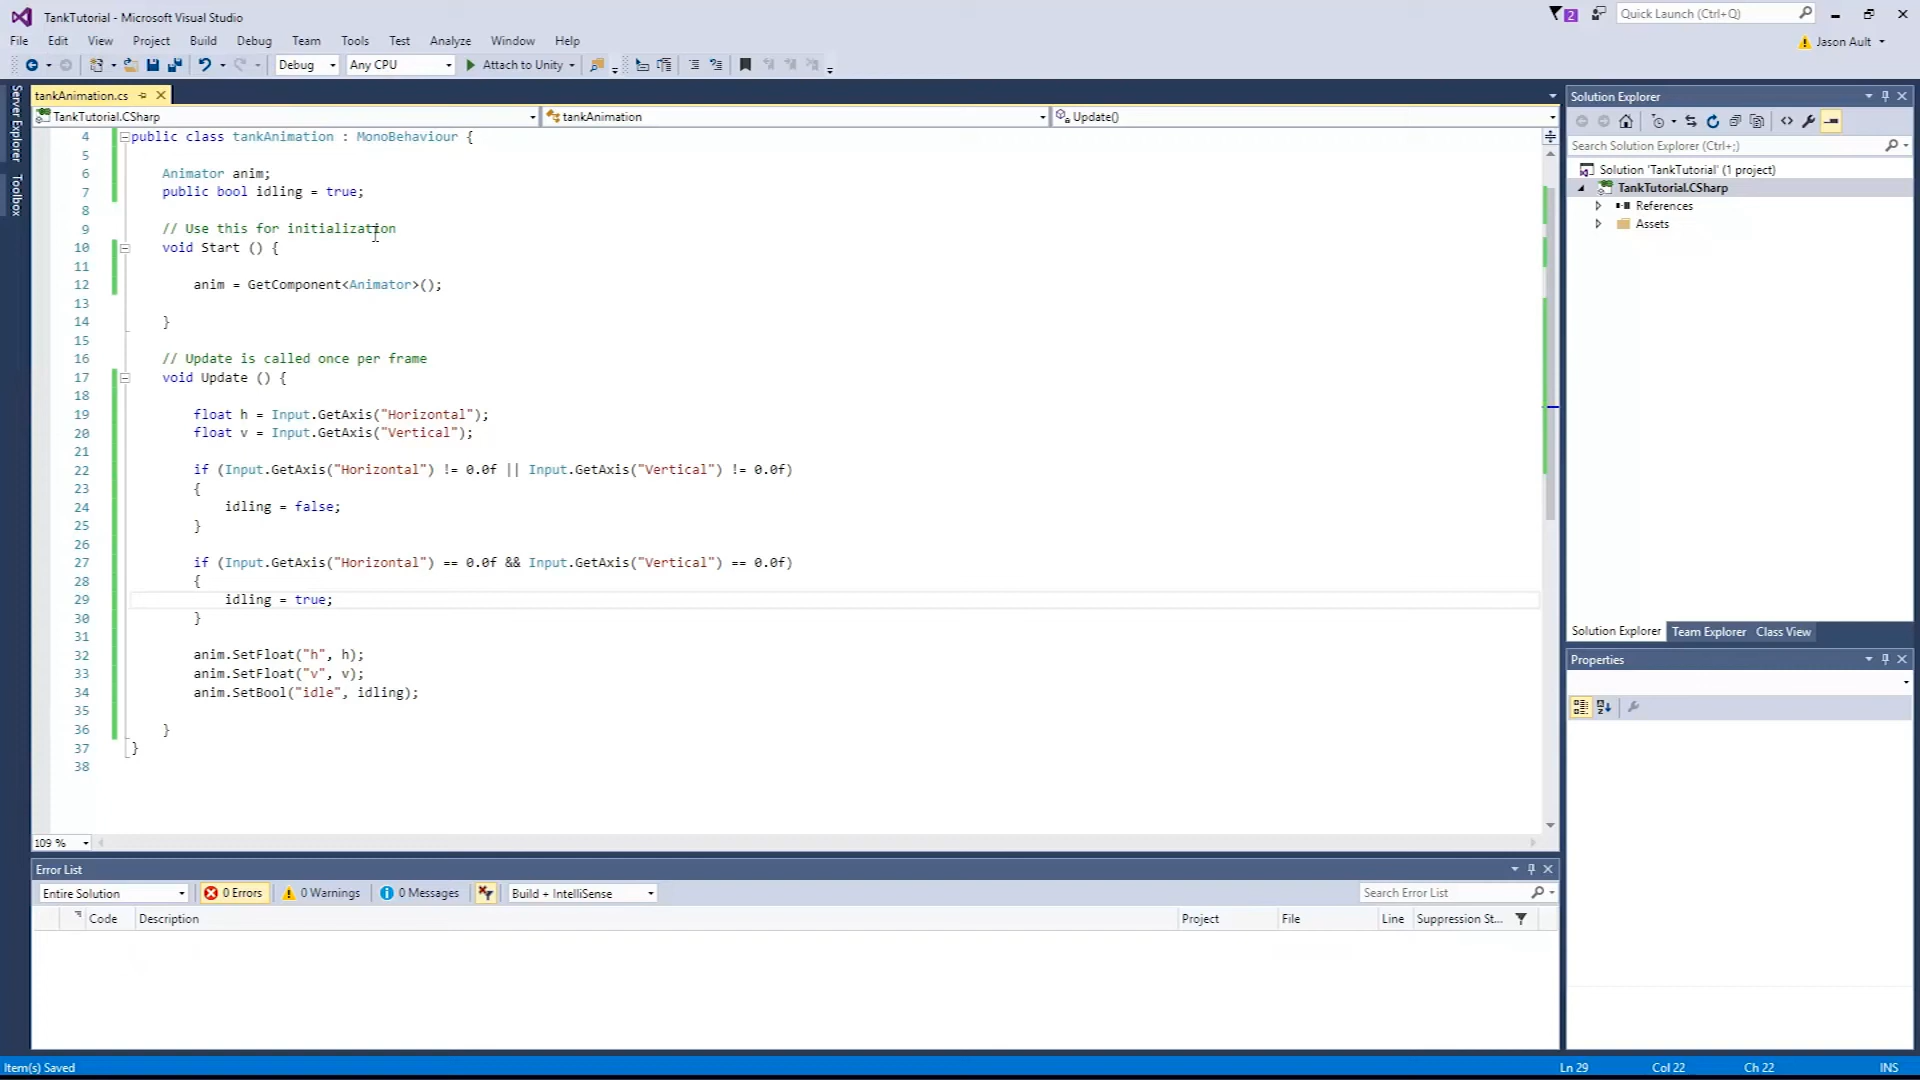 TankTutorial - Microsoft Visual Studio
2
Quick Launch (Ctrl+Q)
File Edit View Project Build Debug Team Tools Test Analyze Window Help
Jason Ault
Debug Any CPU Attach to Unity
Server Explorer
Toolbox
tankAnimation.cs
TankTutorial.CSharp tankAnimation Update()
4 public class tankAnimation : MonoBehaviour {
5
6 Animator anim;
7 public bool idling = true;
8
9 // Use this for initialization
10 void Start () {
11
12 anim = GetComponent<Animator>();
13
14 }
15
16 // Update is called once per frame
17 void Update () {
18
19 float h = Input.GetAxis("Horizontal");
20 float v = Input.GetAxis("Vertical");
21
22 if (Input.GetAxis("Horizontal") != 0.0f || Input.GetAxis("Vertical") != 0.0f)
23 {
24 idling = false;
25 }
26
27 if (Input.GetAxis("Horizontal") == 0.0f && Input.GetAxis("Vertical") == 0.0f)
28 {
29 idling = true;
30 }
31
32 anim.SetFloat("h", h);
33 anim.SetFloat("v", v);
34 anim.SetBool("idle", idling);
35
36 }
37 }
38
109 %
Solution Explorer
Search Solution Explorer (Ctrl+;)
Solution 'TankTutorial' (1 project)
TankTutorial.CSharp
References
Assets
Solution Explorer Team Explorer Class View
Properties
Error List
Entire Solution 0 Errors 0 Warnings 0 Messages Build + IntelliSense Search Error List
Code Description Project File Line Suppression St...
Item(s) Saved Ln 29 Col 22 Ch 22 INS